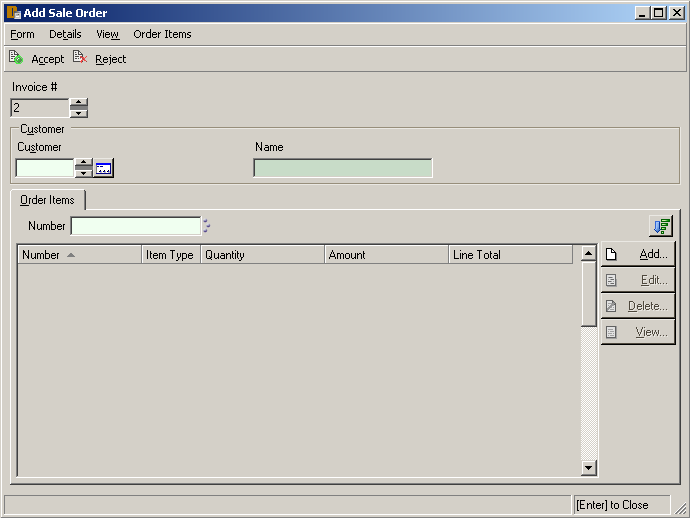 Add Sale Order
Form Details View Order Items
Accept Reject
Invoice #
2
Customer
Customer Name
Order Items
Number
Number Item Type Quantity Amount Line Total
Add...
Edit...
Delete...
View...
[Enter] to Close